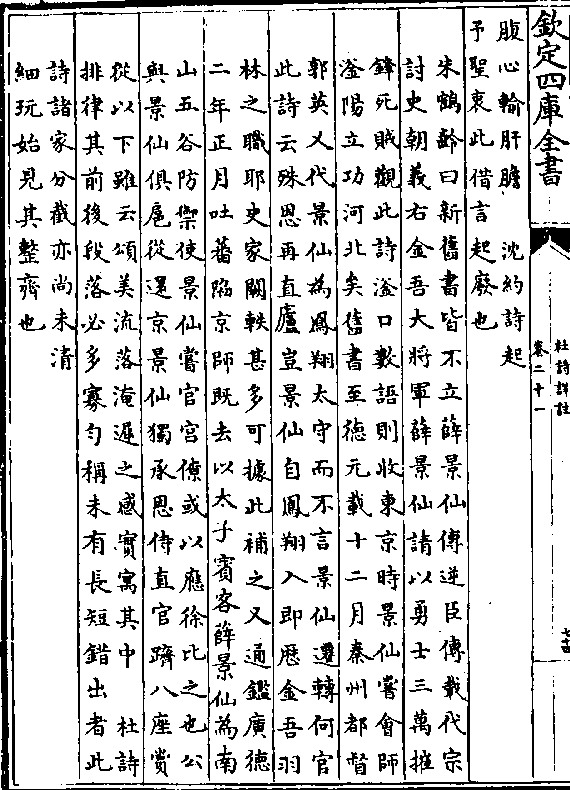 欽定四庫全書
杜詩詳註
卷二十一
七十四
腹心輸肝膽 沈約詩起
予聖衷此借言起廢也
朱鶴齡曰新舊書皆不立薛景仙傳逆臣傳載代宗
討史朝義右金吾大將軍薛景仙請以勇士三萬摧
鋒死賊觀此詩滏口數語則收東京時景仙嘗會師
滏陽立功河北矣舊書至德元載十二月秦州都督
郭英乂代景仙為鳳翔太守而不言景仙遷轉何官
此詩云殊恩再直廬豈景仙自鳳翔入即歷金吾羽
林之職耶史家闕軼甚多可據此補之又通鑑廣德
二年正月吐蕃陷京師既去以太子賓客薛景仙為南
山五谷防禦使景仙嘗官宮僚或以應徐比之也公
與景仙俱扈從還京景仙獨承恩侍直官躋八座賞
從以下雖云頌美流落淹遲之感實寓其中 杜詩
排律其前後段落必多寡勻稱未有長短錯出者此
詩諸家分截亦尚未清
細玩始見其整齊也